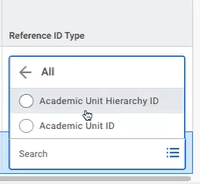 Reference ID Type
All
Academic Unit Hierarchy ID
Academic Unit ID
Search